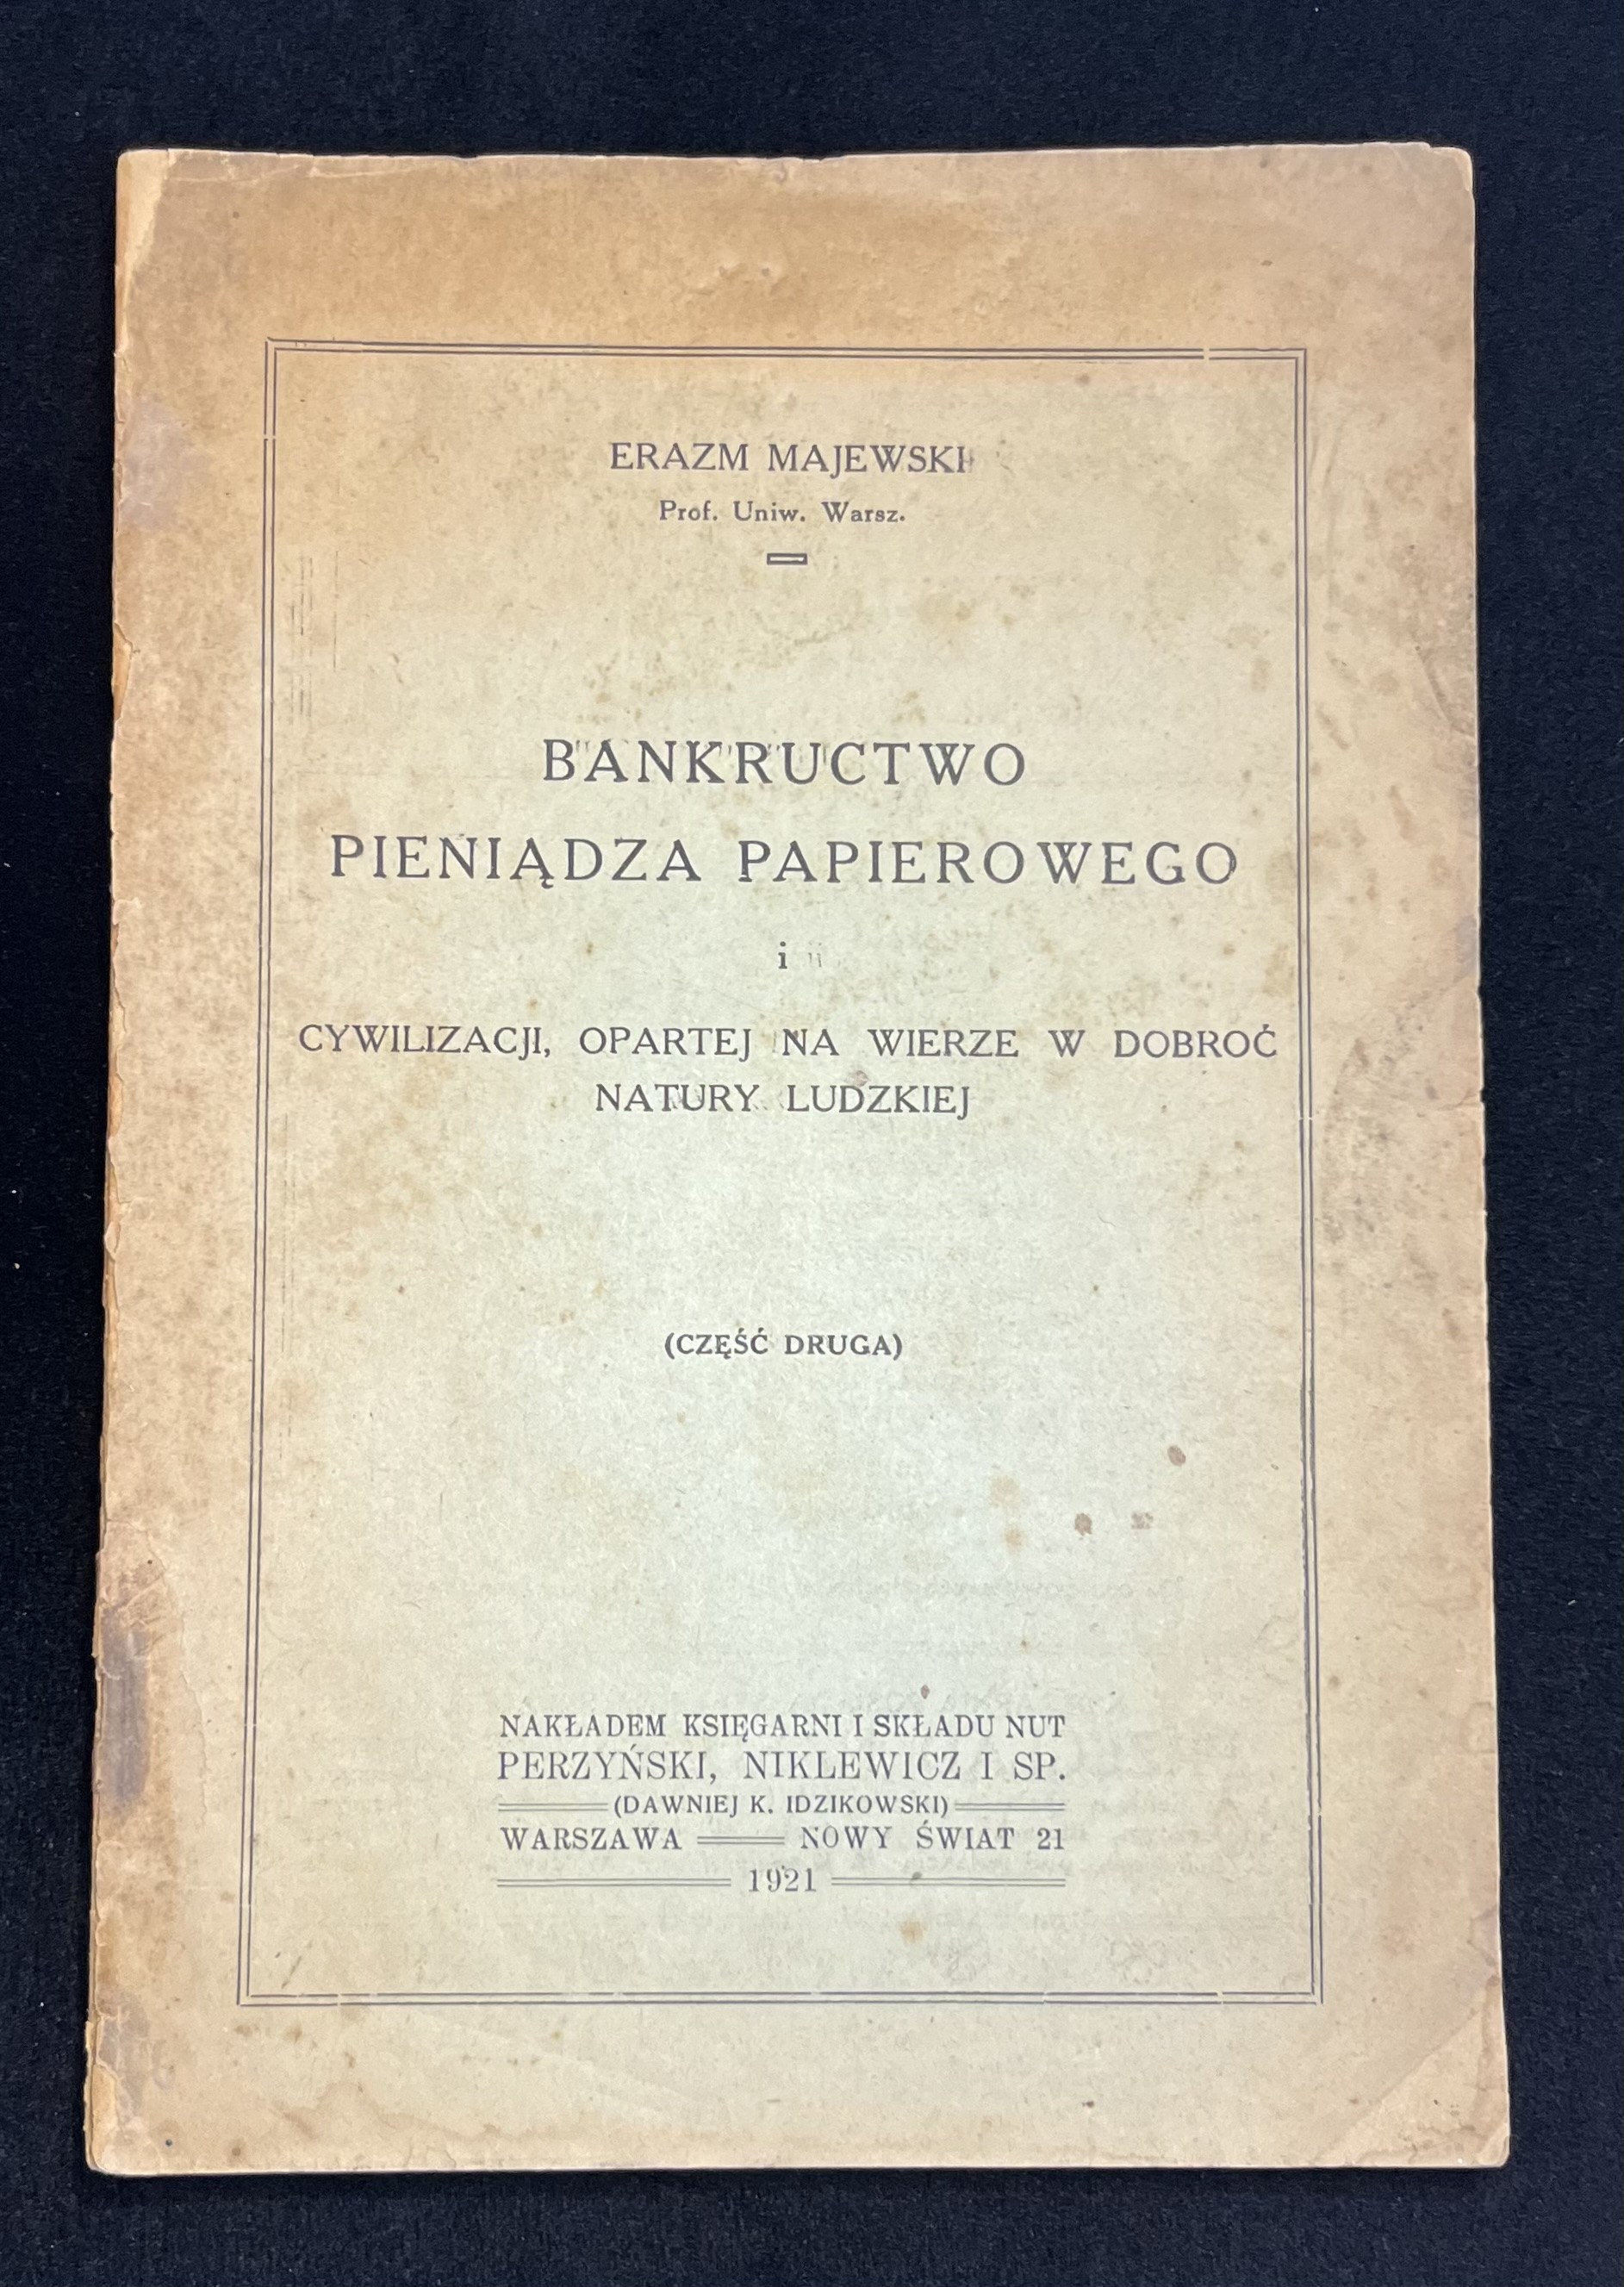 ERAZM MAJEWSKI
Prof. Uniw. Warsz.
BANKRUCTWO
PIENIĄDZA PAPIEROWEGO
i
CYWILIZACJI, OPARTEJ NA WIERZE W DOBROĆ
NATURY LUDZKIEJ
(CZĘŚĆ DRUGA)
NAKŁADEM KSIĘGARNI I SKŁADU NUT
PERZYŃSKI, NIKLEWICZ I SP.
(DAWNIEJ K. IDZIKOWSKI)
WARSZAWA NOWY ŚWIAT 21
1921